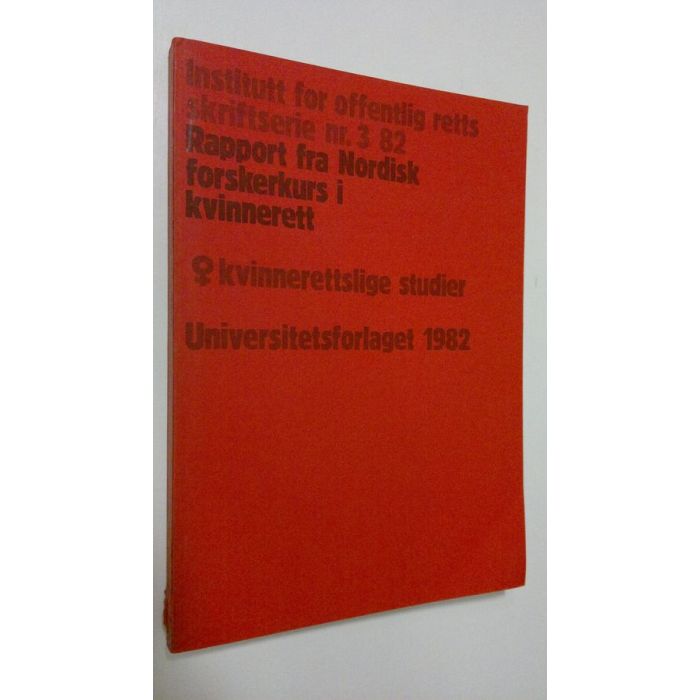 Institutt for offentlig retts
skriftserie nr. 3 82
Rapport fra Nordisk
forskerkurs i
kvinnerett
♀ kvinnerettslige studier
Universitetsforlaget 1982